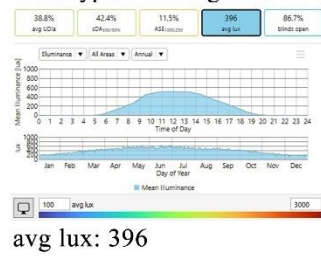 38.8%
avg UDIa
42.4%
sDA300/50%
11.5%
ASE1000,250
396
avg lux
86.7%
blinds open
Illuminance ▼ All Areas ▼ Annual ▼
Mean Illuminance [lux]
1000
800
600
400
200
0
0 1 2 3 4 5 6 7 8 9 10 11 12 13 14 15 16 17 18 19 20 21 22 23 24
Time of Day
lux
1000
Jan Feb Mar Apr May Jun Jul Aug Sep Oct Nov Dec
Day of Year
Mean Illuminance
100 avg lux 3000
avg lux: 396